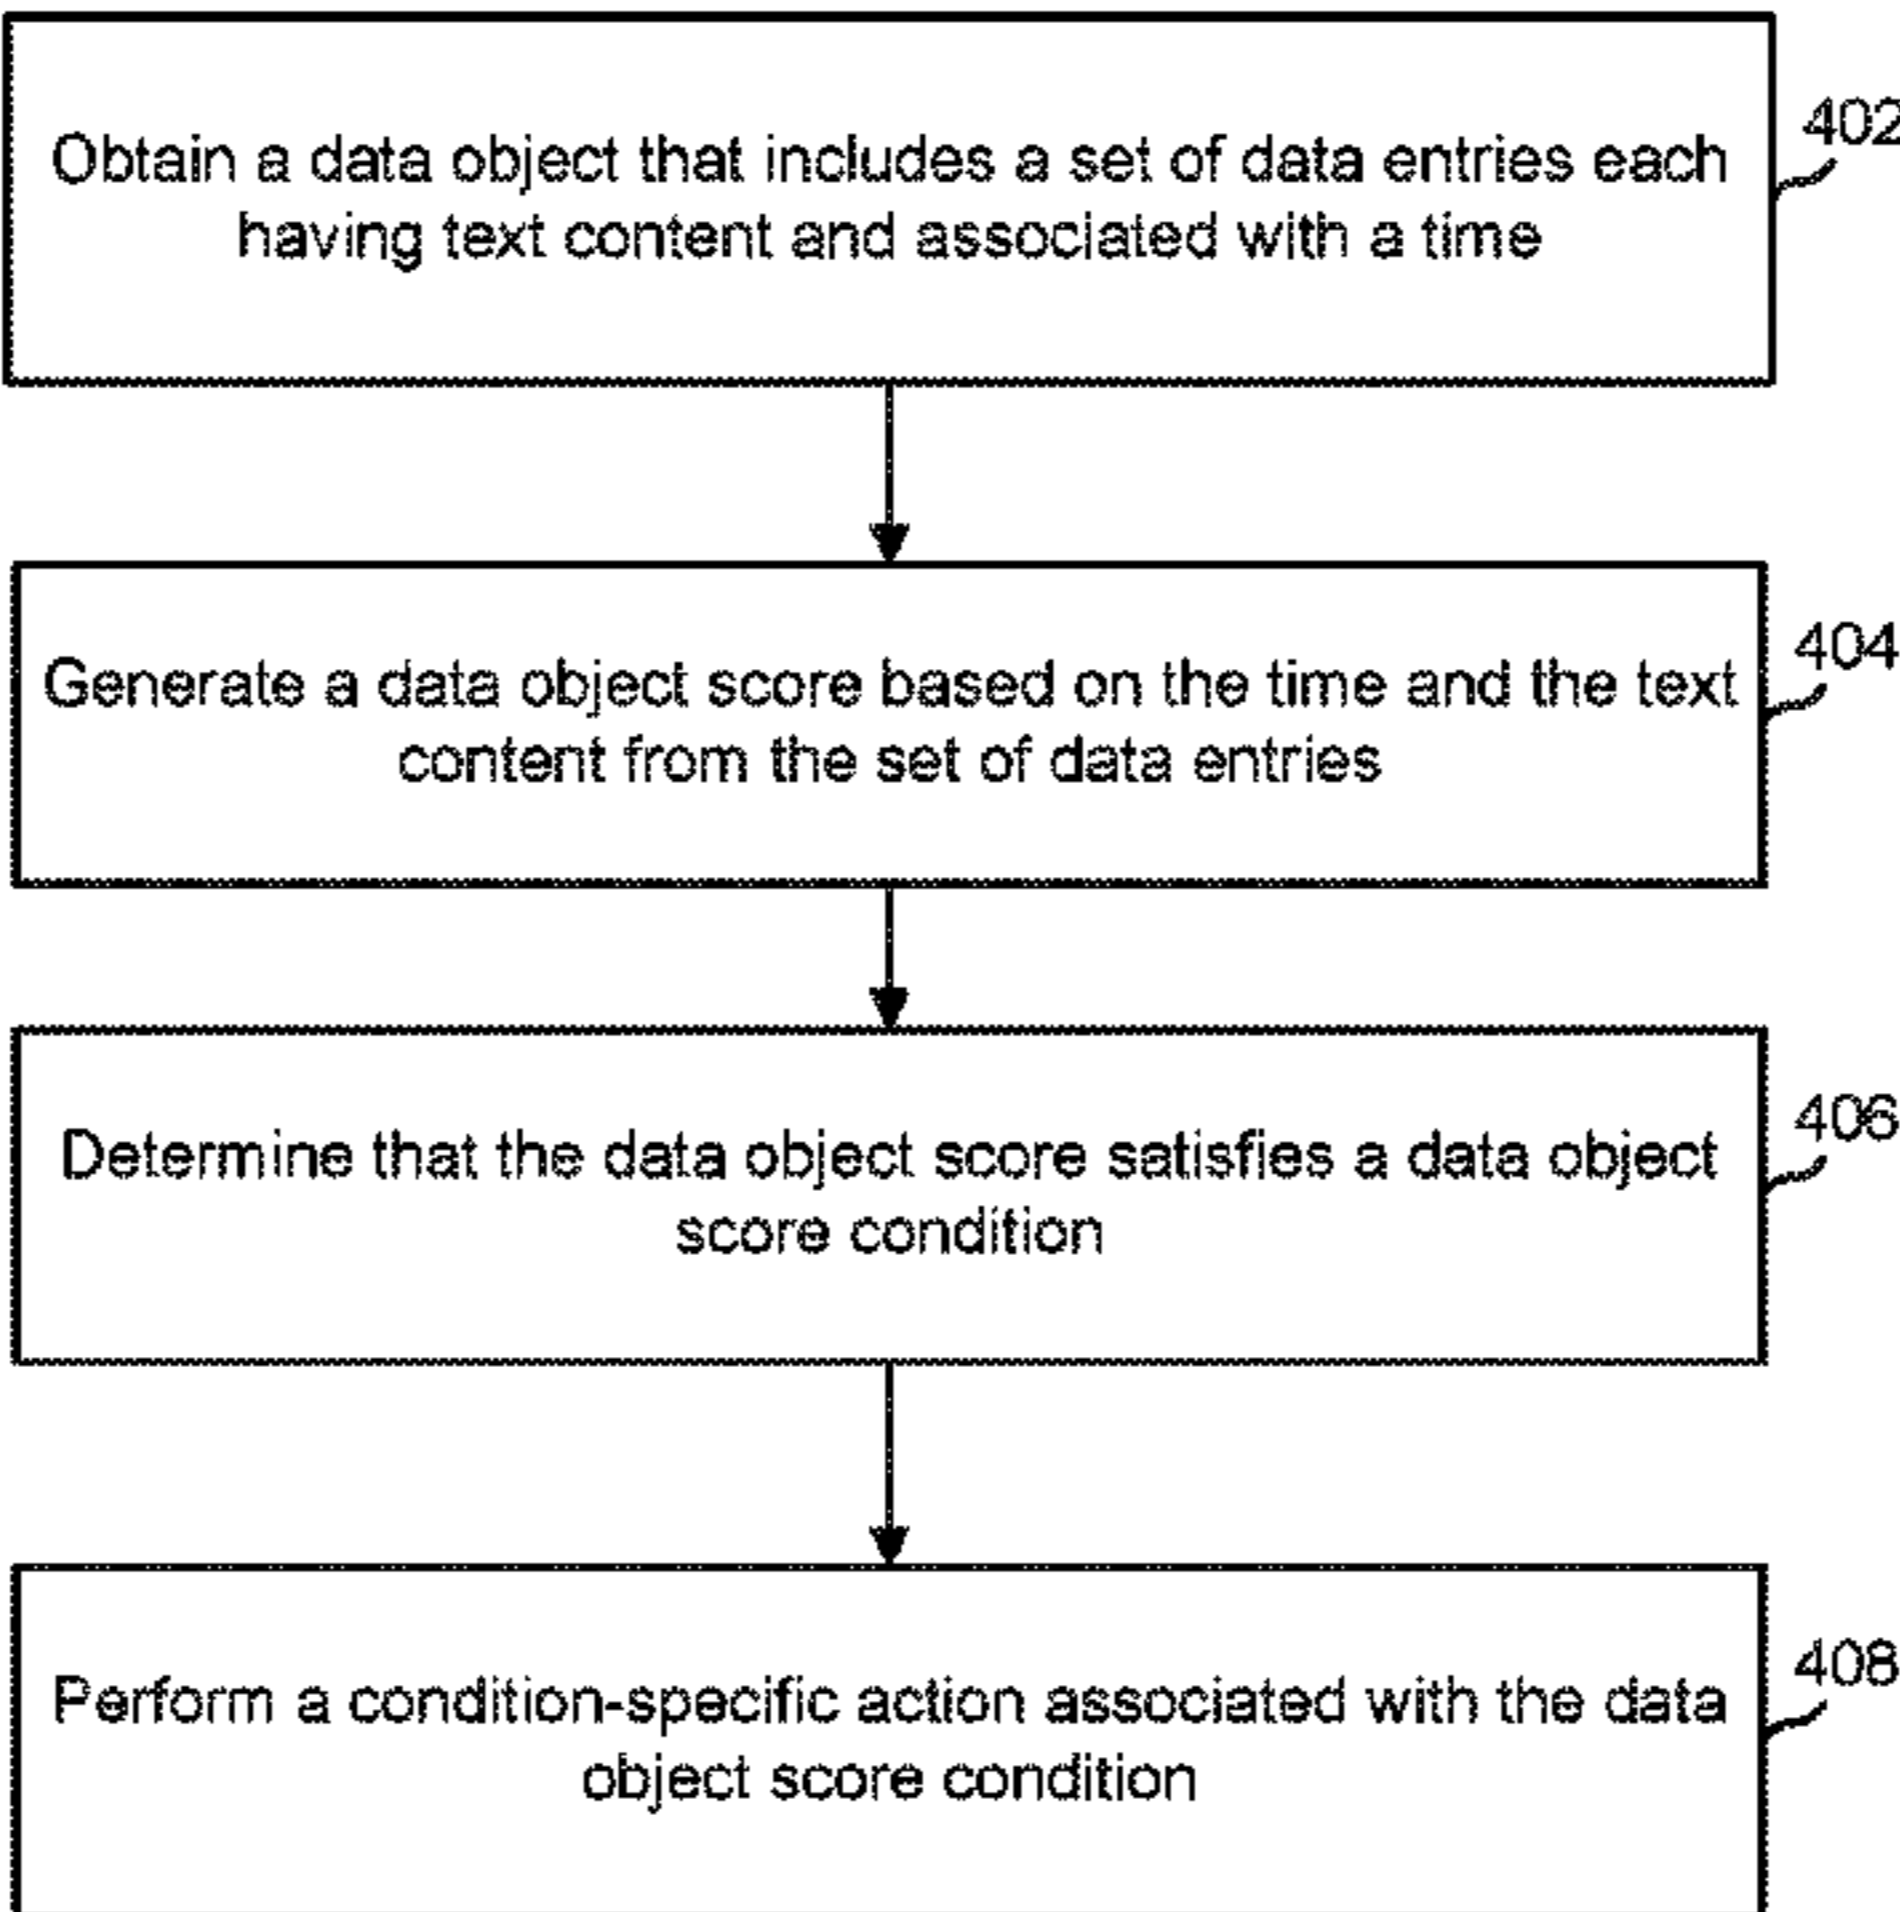 Obtain a data object that includes a set of data entries each
having text content and associated with a time
402
Generate a data object score based on the time and the text
content from the set of data entries
404
Determine that the data object score satisfies a data object
score condition
406
Perform a condition-specific action associated with the data
object score condition
408